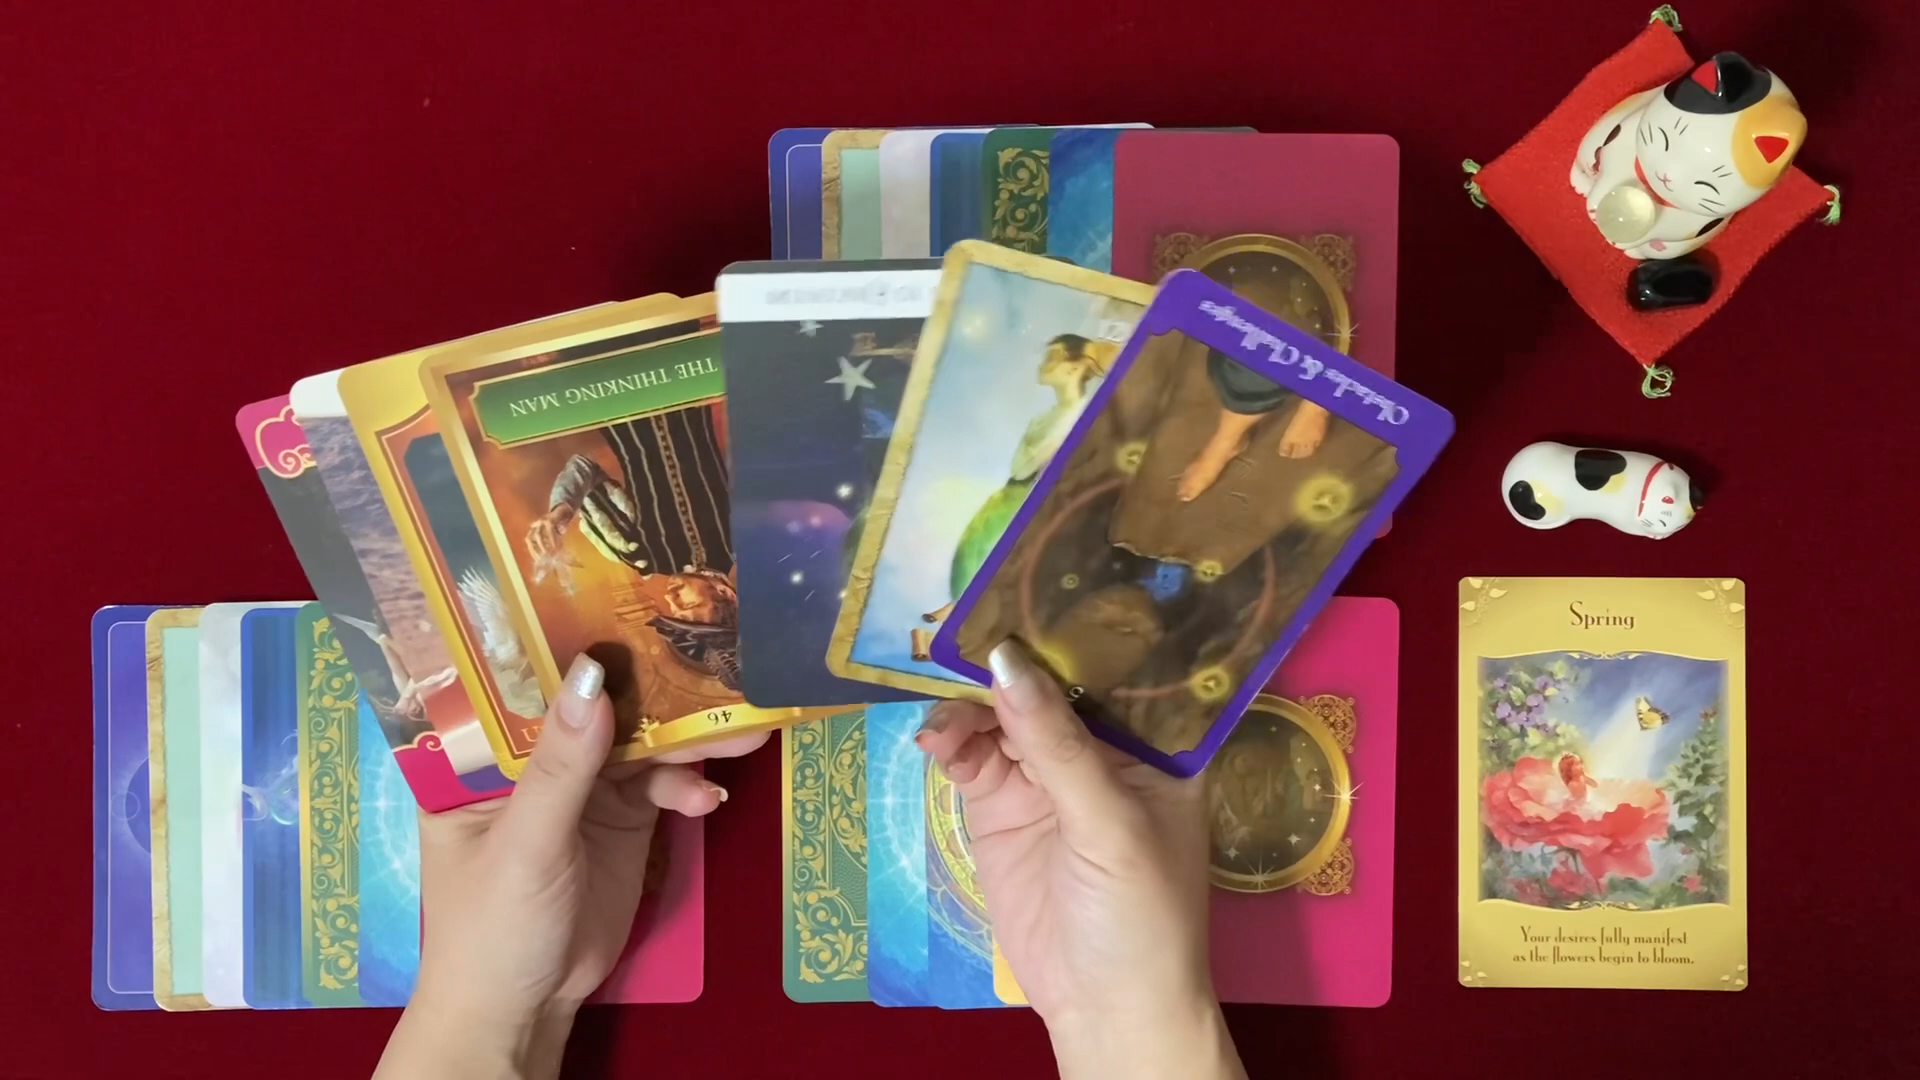 Obstacles & Challenges
THE THINKING MAN
46
Spring
Your desires fully manifest
as the flowers begin to bloom.